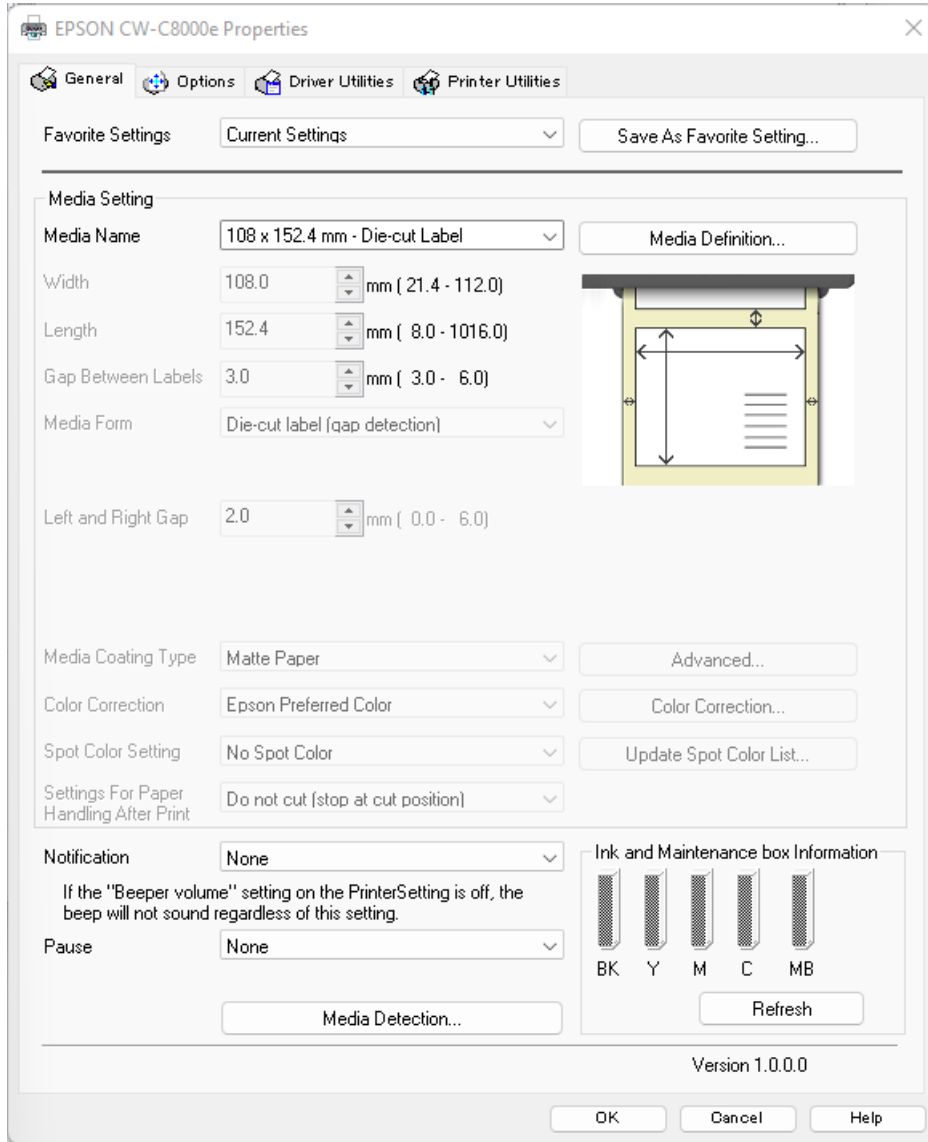 EPSON CW-C8000e Properties
General
Options
Driver Utilities
Printer Utilities
Favorite Settings
Current Settings
Save As Favorite Setting...
Media Setting
Media Name
108 x 152.4 mm - Die-cut Label
Media Definition...
Width
108.0
mm ( 21.4 - 112.0)
Length
152.4
mm ( 8.0 - 1016.0)
Gap Between Labels
3.0
mm ( 3.0 - 6.0)
Media Form
Die-cut label (gap detection)
Left and Right Gap
2.0
mm ( 0.0 - 6.0)
Media Coating Type
Matte Paper
Advanced...
Color Correction
Epson Preferred Color
Color Correction...
Spot Color Setting
No Spot Color
Update Spot Color List...
Settings For Paper
Handling After Print
Do not cut (stop at cut position)
Notification
None
If the "Beeper volume" setting on the PrinterSetting is off, the
beep will not sound regardless of this setting.
Pause
None
Media Detection...
Ink and Maintenance box Information
BK Y M C MB
Refresh
Version 1.0.0.0
OK
Cancel
Help